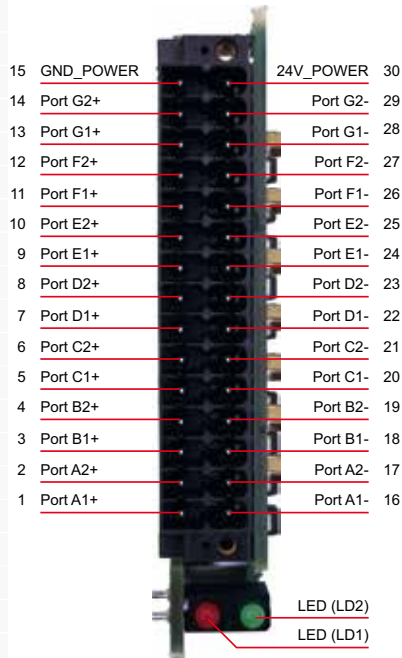 15 GND_POWER 24V_POWER 30
14 Port G2+ Port G2- 29
13 Port G1+ Port G1- 28
12 Port F2+ Port F2- 27
11 Port F1+ Port F1- 26
10 Port E2+ Port E2- 25
9 Port E1+ Port E1- 24
8 Port D2+ Port D2- 23
7 Port D1+ Port D1- 22
6 Port C2+ Port C2- 21
5 Port C1+ Port C1- 20
4 Port B2+ Port B2- 19
3 Port B1+ Port B1- 18
2 Port A2+ Port A2- 17
1 Port A1+ Port A1- 16
LED (LD2)
LED (LD1)